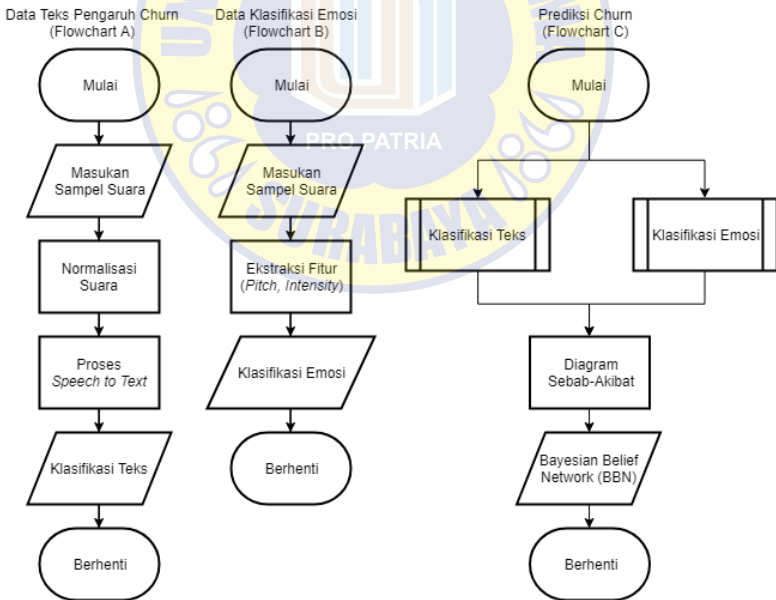 Data Teks Pengaruh Churn
(Flowchart A)
Mulai
Masukan
Sampel Suara
Normalisasi
Suara
Proses
Speech to Text
Klasifikasi Teks
Berhenti
Data Klasifikasi Emosi
(Flowchart B)
Mulai
Masukan
Sampel Suara
Ekstraksi Fitur
(Pitch, Intensity)
Klasifikasi Emosi
Berhenti
Prediksi Churn
(Flowchart C)
Mulai
Klasifikasi Teks
Klasifikasi Emosi
Diagram
Sebab-Akibat
Bayesian Belief
Network (BBN)
Berhenti
PRO PATRIA
SURABAYA